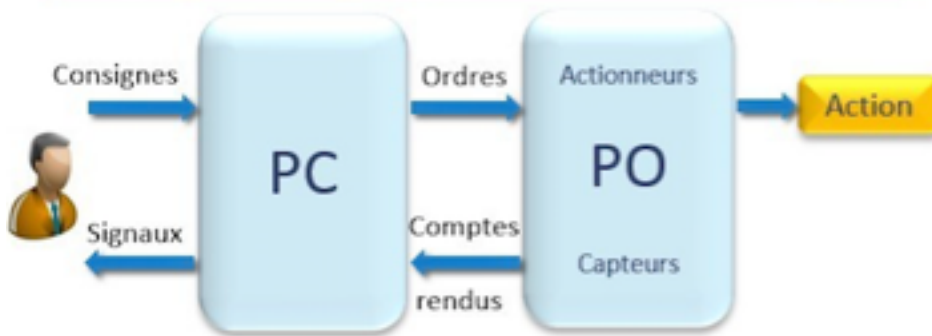 Consignes
Ordres
Actionneurs
Action
PC
PO
Signaux
Comptes
rendus
Capteurs